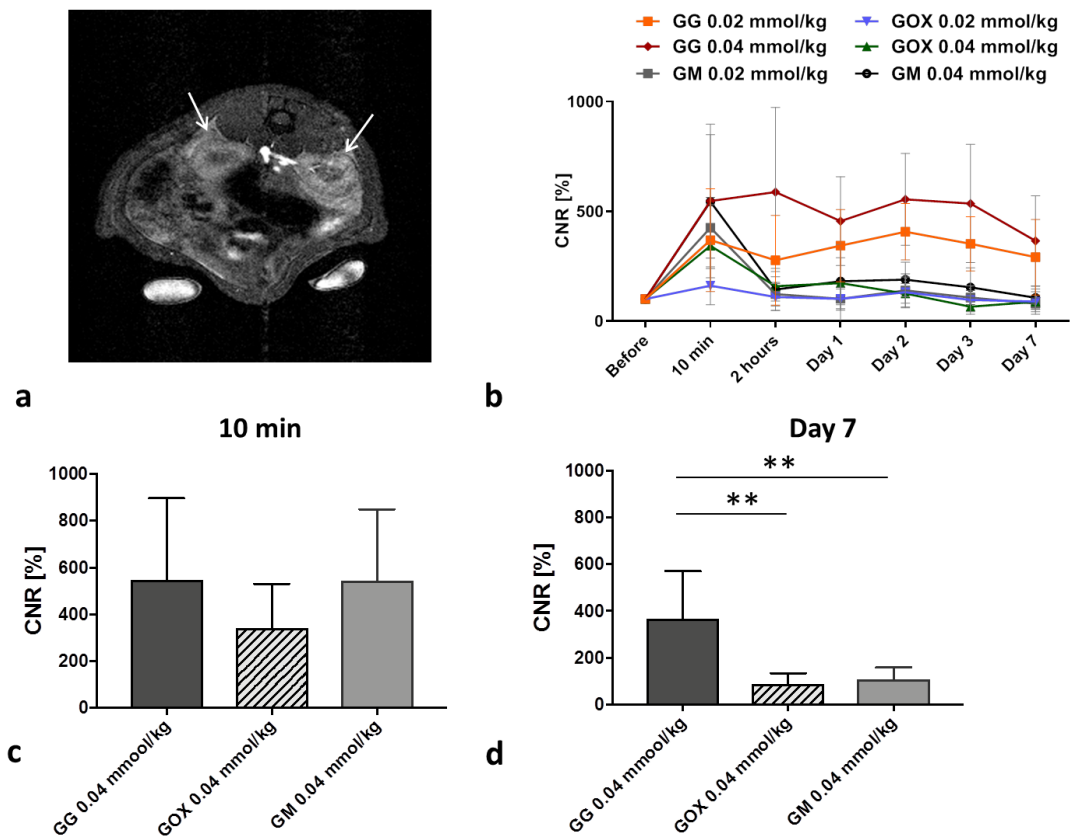 GG 0.02 mmol/kg
GOX 0.02 mmol/kg
GG 0.04 mmol/kg
GOX 0.04 mmol/kg
GM 0.02 mmol/kg
GM 0.04 mmol/kg
1000
500
0
CNR [%]
Before
10 min
2 hours
Day 1
Day 2
Day 3
Day 7
a
b
10 min
1000
800
600
400
200
0
CNR [%]
GG 0.04 mmool/kg
GOX 0.04 mmol/kg
GM 0.04 mmol/kg
c
Day 7
**
**
1000
800
600
400
200
0
CNR [%]
GG 0.04 mmool/kg
GOX 0.04 mmol/kg
GM 0.04 mmol/kg
d